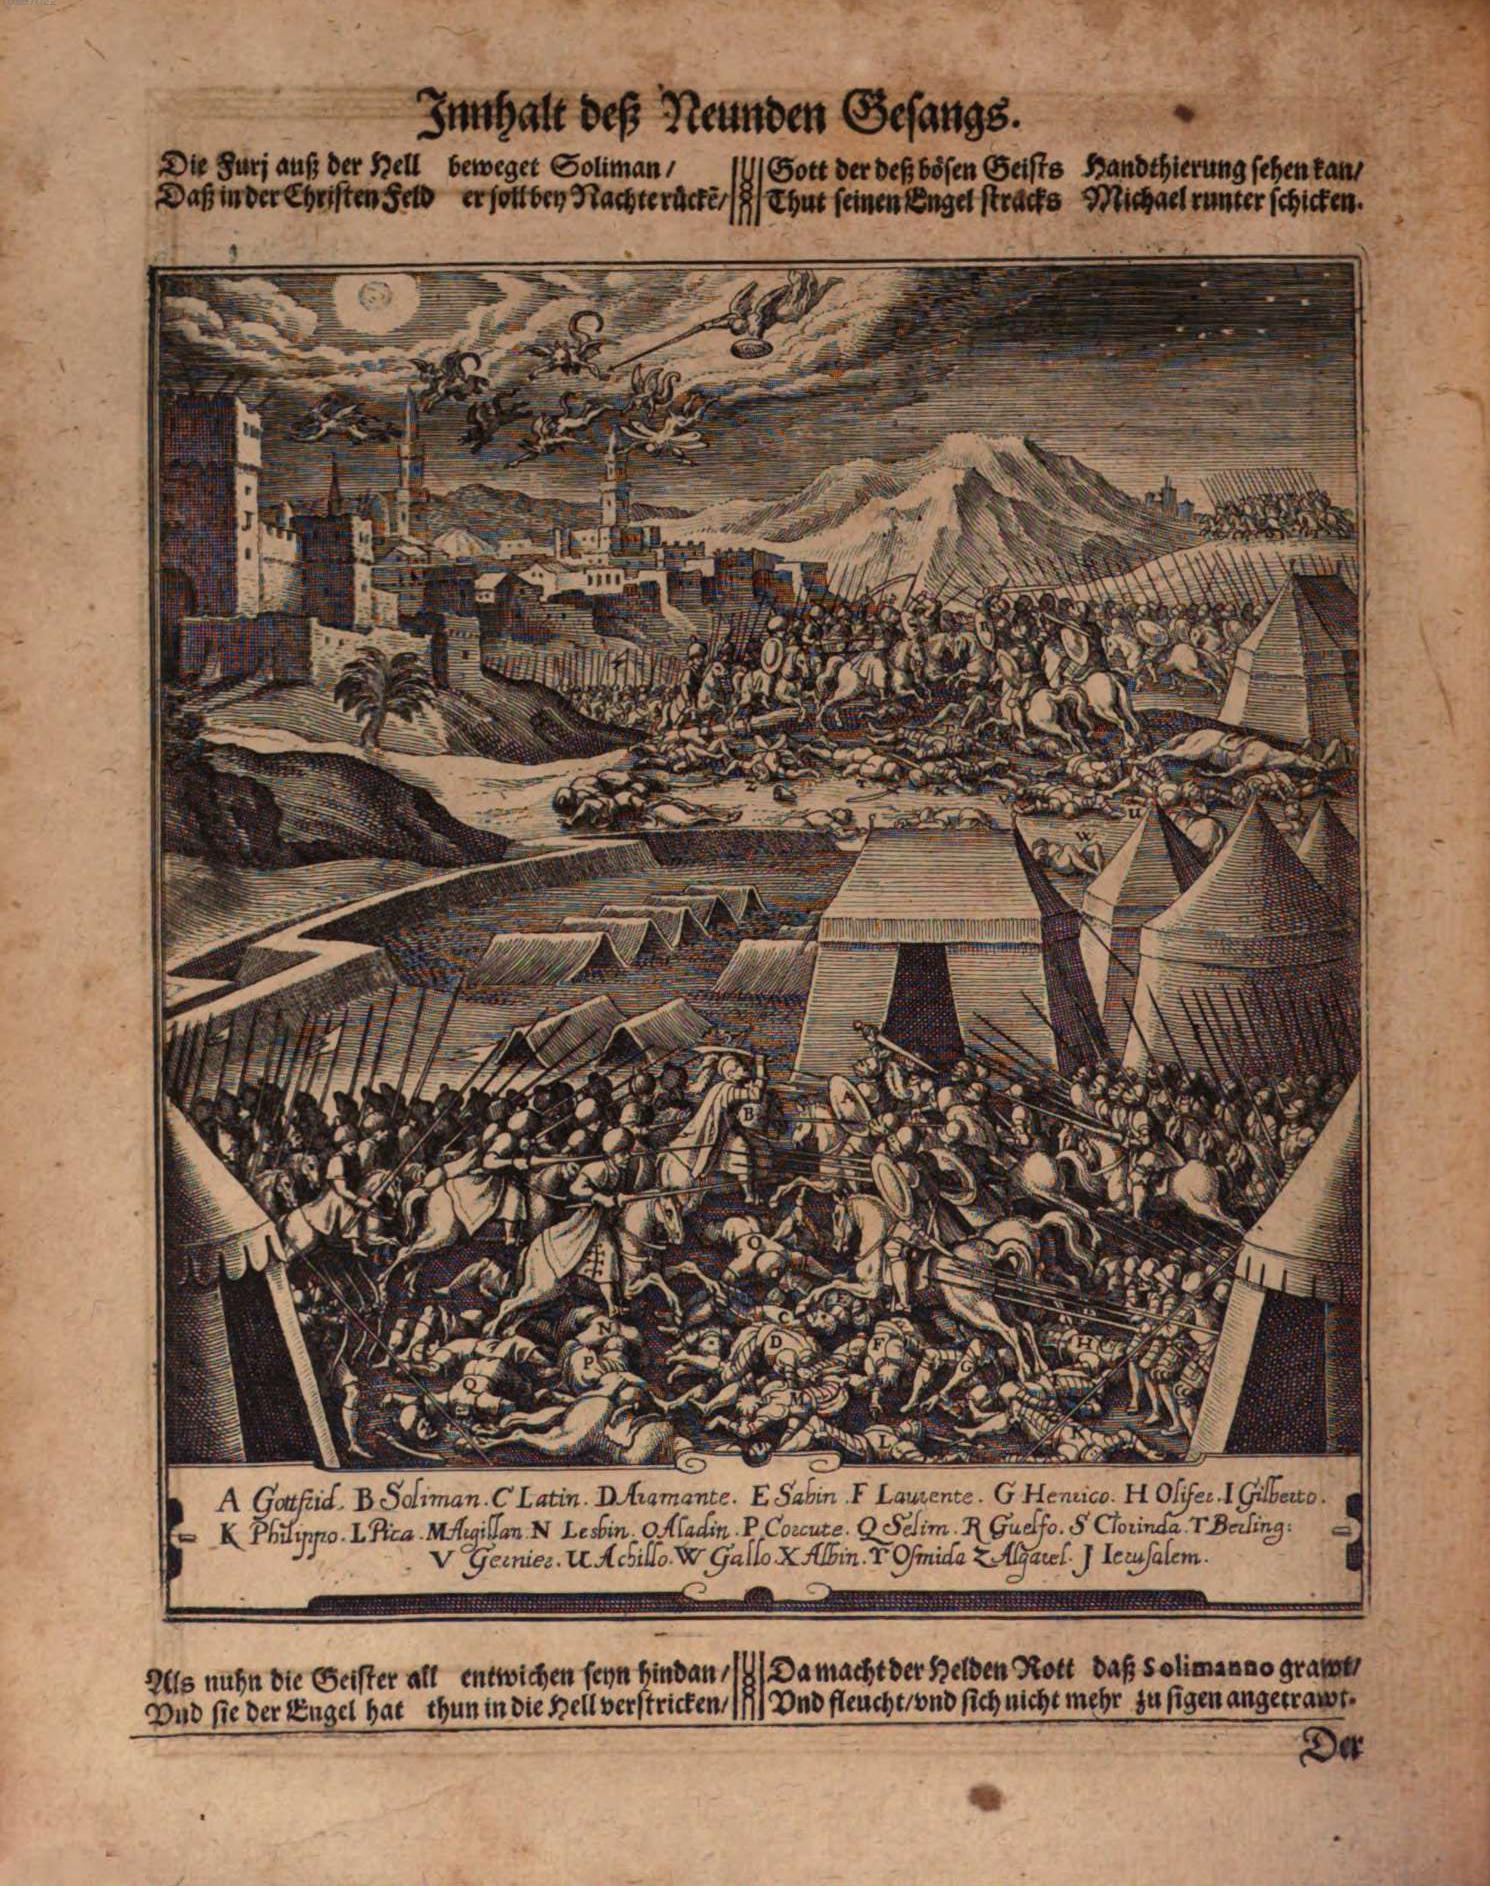 Innhalt deß Neunden Gesangs.
Die Furj auß der Hell beweget Soliman /
Daß in der Christen Feld er soll bey Nachte rückẽ /
Gott der deß bösen Geists Handthierung sehen kan /
Thut seinen Engel stracks Michael runter schicken.
A Gottfrid. B Soliman. C Latin. D Aramante. E Sabin. F Laurente. G Henrico. H Olifer. I Gilberto.
K Philippo. L Pica. M Argillan. N Lesbin. O Aladin. P Corcute. Q Selim. R Guelfo. S Clorinda. T Berling:
V Gernier. U Achillo. W Gallo. X Albin. Y Osmida Z Algazel. J Jerusalem.
Als nuhn die Geister all entwichen seyn hindan /
Vnd sie der Engel hat thun in die Hell verstricken /
Da macht der Helden Rott daß Solimanno grawt /
Vnd fleucht / vnd sich nicht mehr zu sigen angetrawt.
Der